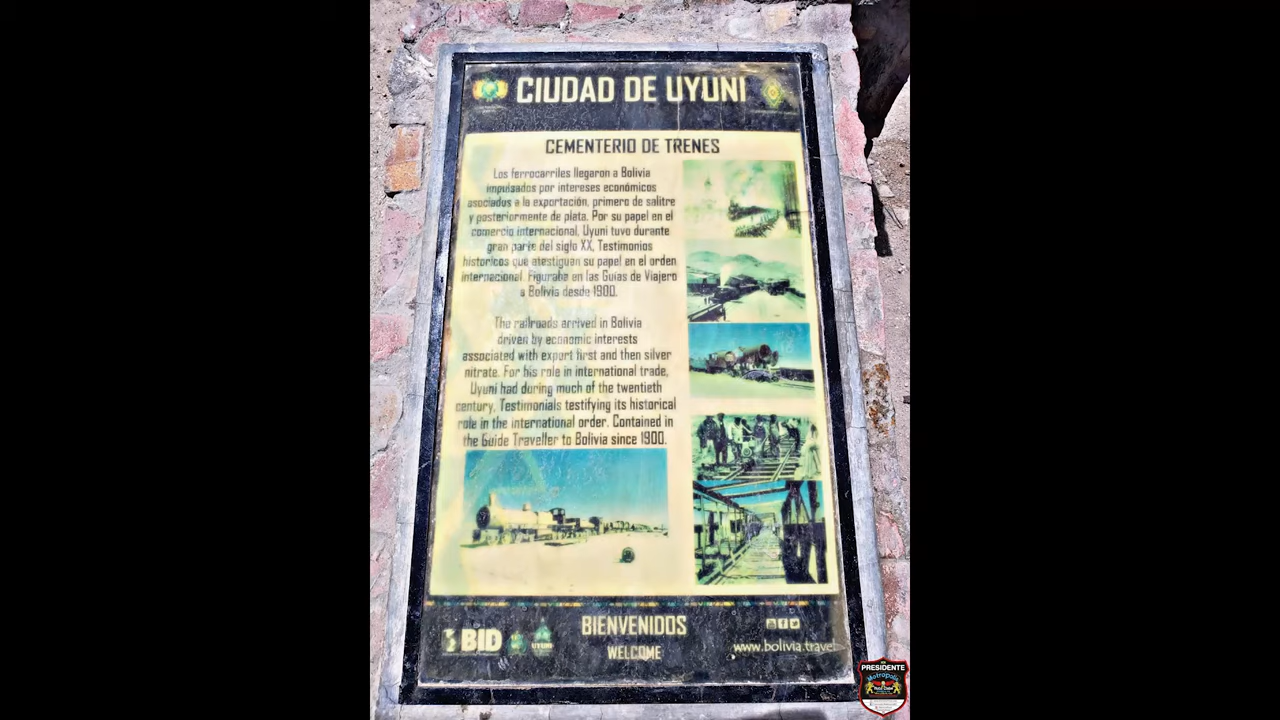 CIUDAD DE UYUNI
CEMENTERIO DE TRENES
Los ferrocarriles llegaron a Bolivia
impulsados por intereses económicos
asociados a la exportación, primero de salitre
y posteriormente de plata. Por su papel en el
comercio internacional, Uyuni tuvo durante
gran parte del siglo XX, Testimonios
historicos que atestiguan su papel en el orden
internacional. Figuraba en las Guías de Viajero
a Bolivia desde 1900.
The railroads arrived in Bolivia
driven by economic interests
associated with export first and then silver
nitrate. For his role in international trade,
Uyuni had during much of the twentieth
century, Testimonials testifying its historical
role in the international order. Contained in
the Guide Traveller to Bolivia since 1900.
BID
UYUNI
BIENVENIDOS
WELCOME
www.bolivia.travel
PRESIDENTE
Metropolis